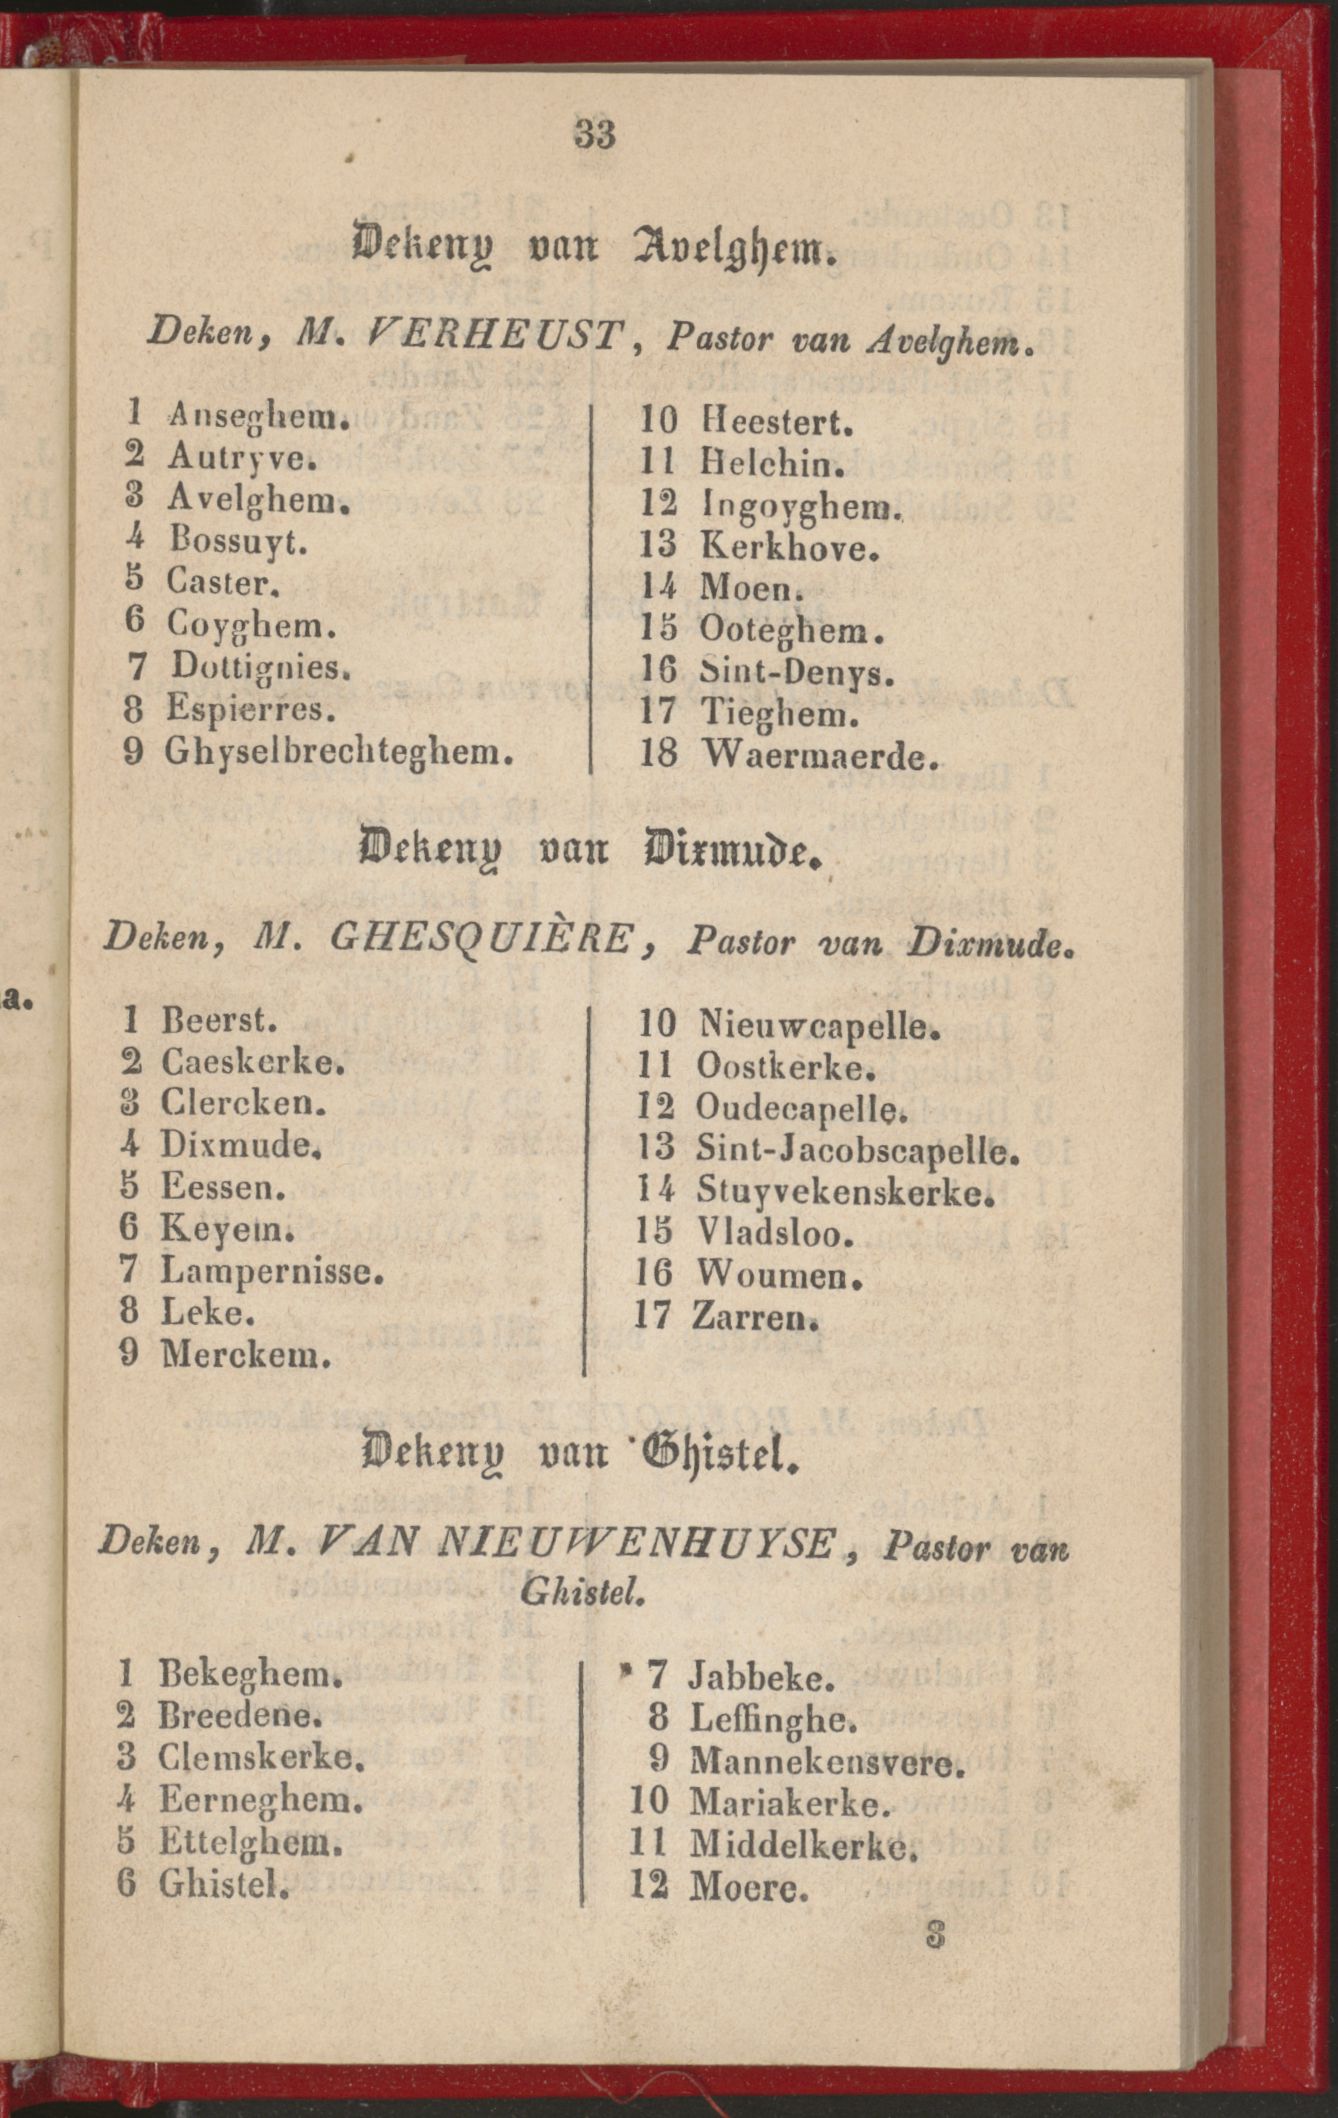 33
Dekeny van Avelghem.
Deken, M. VERHEUST, Pastor van Avelghem.
1 Anseghem.
2 Autryve.
3 Avelghem.
4 Bossuyt.
5 Caster.
6 Coyghem.
7 Dottignies.
8 Espierres.
9 Ghyselbrechteghem.
10 Heestert.
11 Helchin.
12 Ingoyghem.
13 Kerkhove.
14 Moen.
15 Ooteghem.
16 Sint-Denys.
17 Tieghem.
18 Waermaerde.
Dekeny van Dixmude.
Deken, M. GHESQUIÈRE, Pastor van Dixmude.
1 Beerst.
2 Caeskerke.
3 Clercken.
4 Dixmude.
5 Eessen.
6 Keyem.
7 Lampernisse.
8 Leke.
9 Merckem.
10 Nieuwcapelle.
11 Oostkerke.
12 Oudecapelle.
13 Sint-Jacobscapelle.
14 Stuyvekenskerke.
15 Vladsloo.
16 Woumen.
17 Zarren.
Dekeny van Ghistel.
Deken, M. VAN NIEUWENHUYSE, Pastor van
Ghistel.
1 Bekeghem.
2 Breedene.
3 Clemskerke.
4 Eerneghem.
5 Ettelghem.
6 Ghistel.
7 Jabbeke.
8 Leffinghe.
9 Mannekensvere.
10 Mariakerke.
11 Middelkerke.
12 Moere.
3